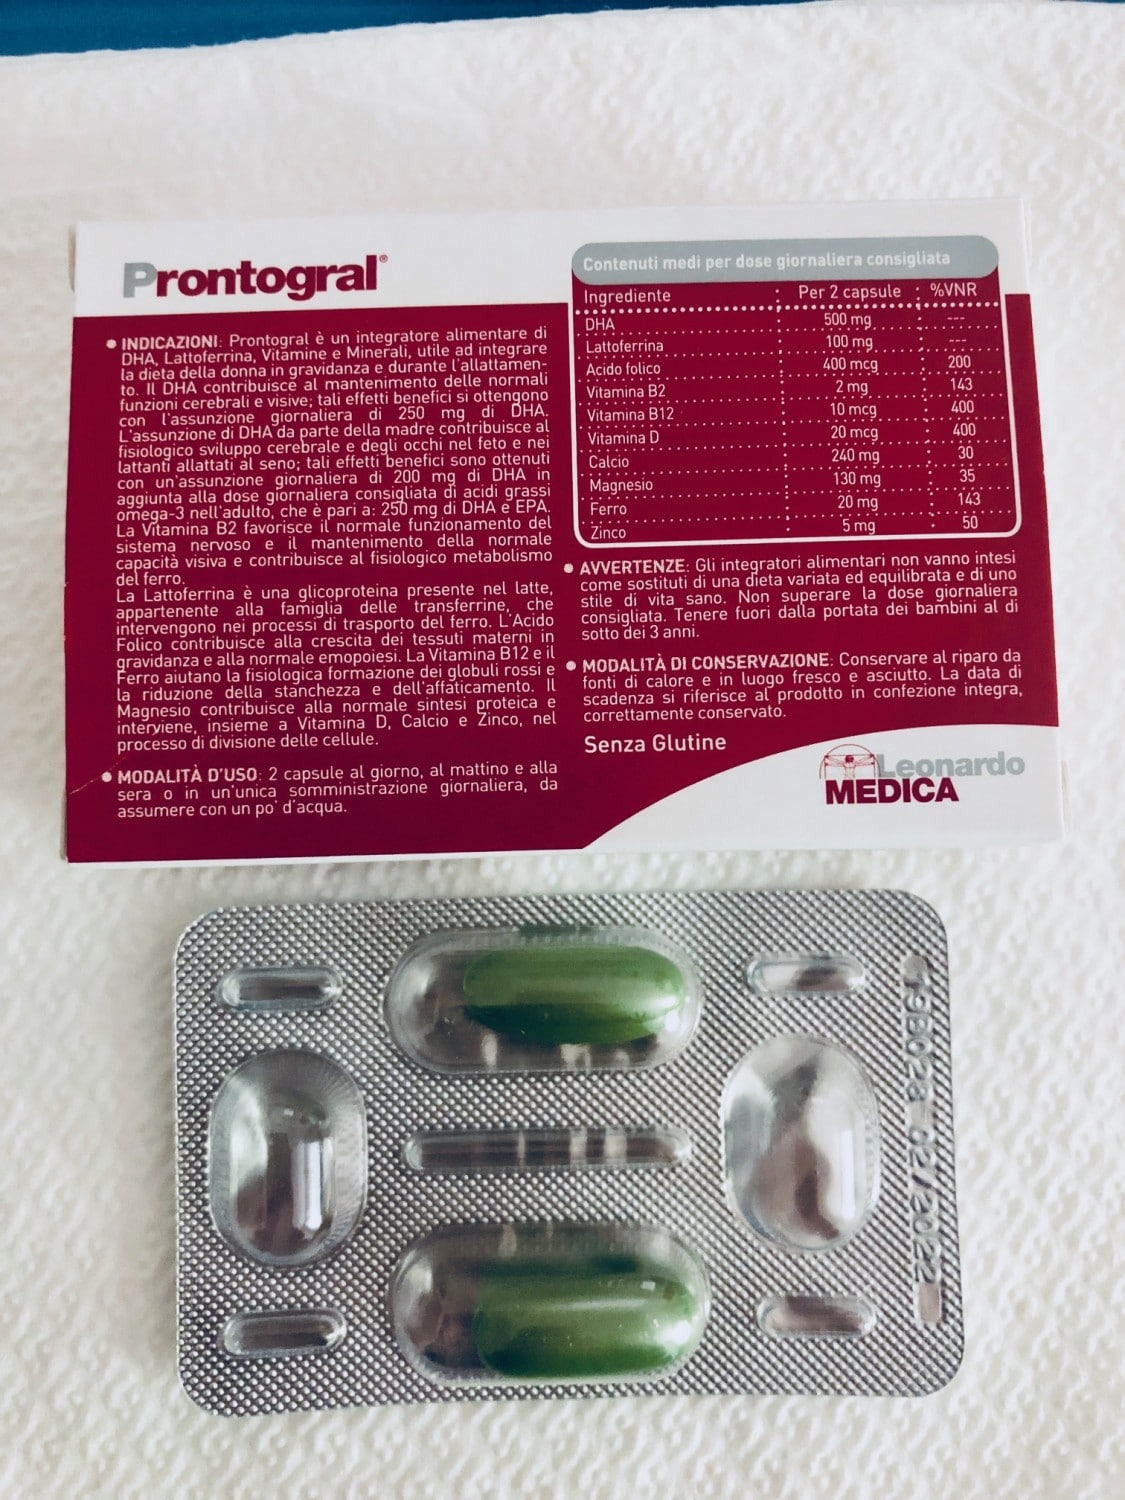 Prontogral®
• INDICAZIONI: Prontogral è un integratore alimentare di
DHA, Lattoferrina, Vitamine e Minerali, utile ad integrare
la dieta della donna in gravidanza e durante l'allattamen-
to. Il DHA contribuisce al mantenimento delle normali
funzioni cerebrali e visive; tali effetti benefici si ottengono
con l'assunzione giornaliera di 250 mg di DHA.
L'assunzione di DHA da parte della madre contribuisce al
fisiologico sviluppo cerebrale e degli occhi nel feto e nei
lattanti allattati al seno; tali effetti benefici sono ottenuti
con un'assunzione giornaliera di 200 mg di DHA in
aggiunta alla dose giornaliera consigliata di acidi grassi
omega-3 nell'adulto, che è pari a: 250 mg di DHA e EPA.
La Vitamina B2 favorisce il normale funzionamento del
sistema nervoso e il mantenimento della normale
capacità visiva e contribuisce al fisiologico metabolismo
del ferro.
La Lattoferrina è una glicoproteina presente nel latte,
appartenente alla famiglia delle transferrine, che
intervengono nei processi di trasporto del ferro. L'Acido
Folico contribuisce alla crescita dei tessuti materni in
gravidanza e alla normale emopoiesi. La Vitamina B12 e il
Ferro aiutano la fisiologica formazione dei globuli rossi e
la riduzione della stanchezza e dell'affaticamento. Il
Magnesio contribuisce alla normale sintesi proteica e
interviene, insieme a Vitamina D, Calcio e Zinco, nel
processo di divisione delle cellule.
• MODALITÀ D'USO: 2 capsule al giorno, al mattino e alla
sera o in un'unica somministrazione giornaliera, da
assumere con un po' d'acqua.
Contenuti medi per dose giornaliera consigliata
Ingrediente Per 2 capsule %VNR
DHA 500 mg ---
Lattoferrina 100 mg ---
Acido folico 400 mcg 200
Vitamina B2 2 mg 143
Vitamina B12 10 mcg 400
Vitamina D 20 mcg 400
Calcio 240 mg 30
Magnesio 130 mg 35
Ferro 20 mg 143
Zinco 5 mg 50
• AVVERTENZE: Gli integratori alimentari non vanno intesi
come sostituti di una dieta variata ed equilibrata e di uno
stile di vita sano. Non superare la dose giornaliera
consigliata. Tenere fuori dalla portata dei bambini al di
sotto dei 3 anni.
• MODALITÀ DI CONSERVAZIONE: Conservare al riparo da
fonti di calore e in luogo fresco e asciutto. La data di
scadenza si riferisce al prodotto in confezione integra,
correttamente conservato.
Senza Glutine
Leonardo
MEDICA
02/2022